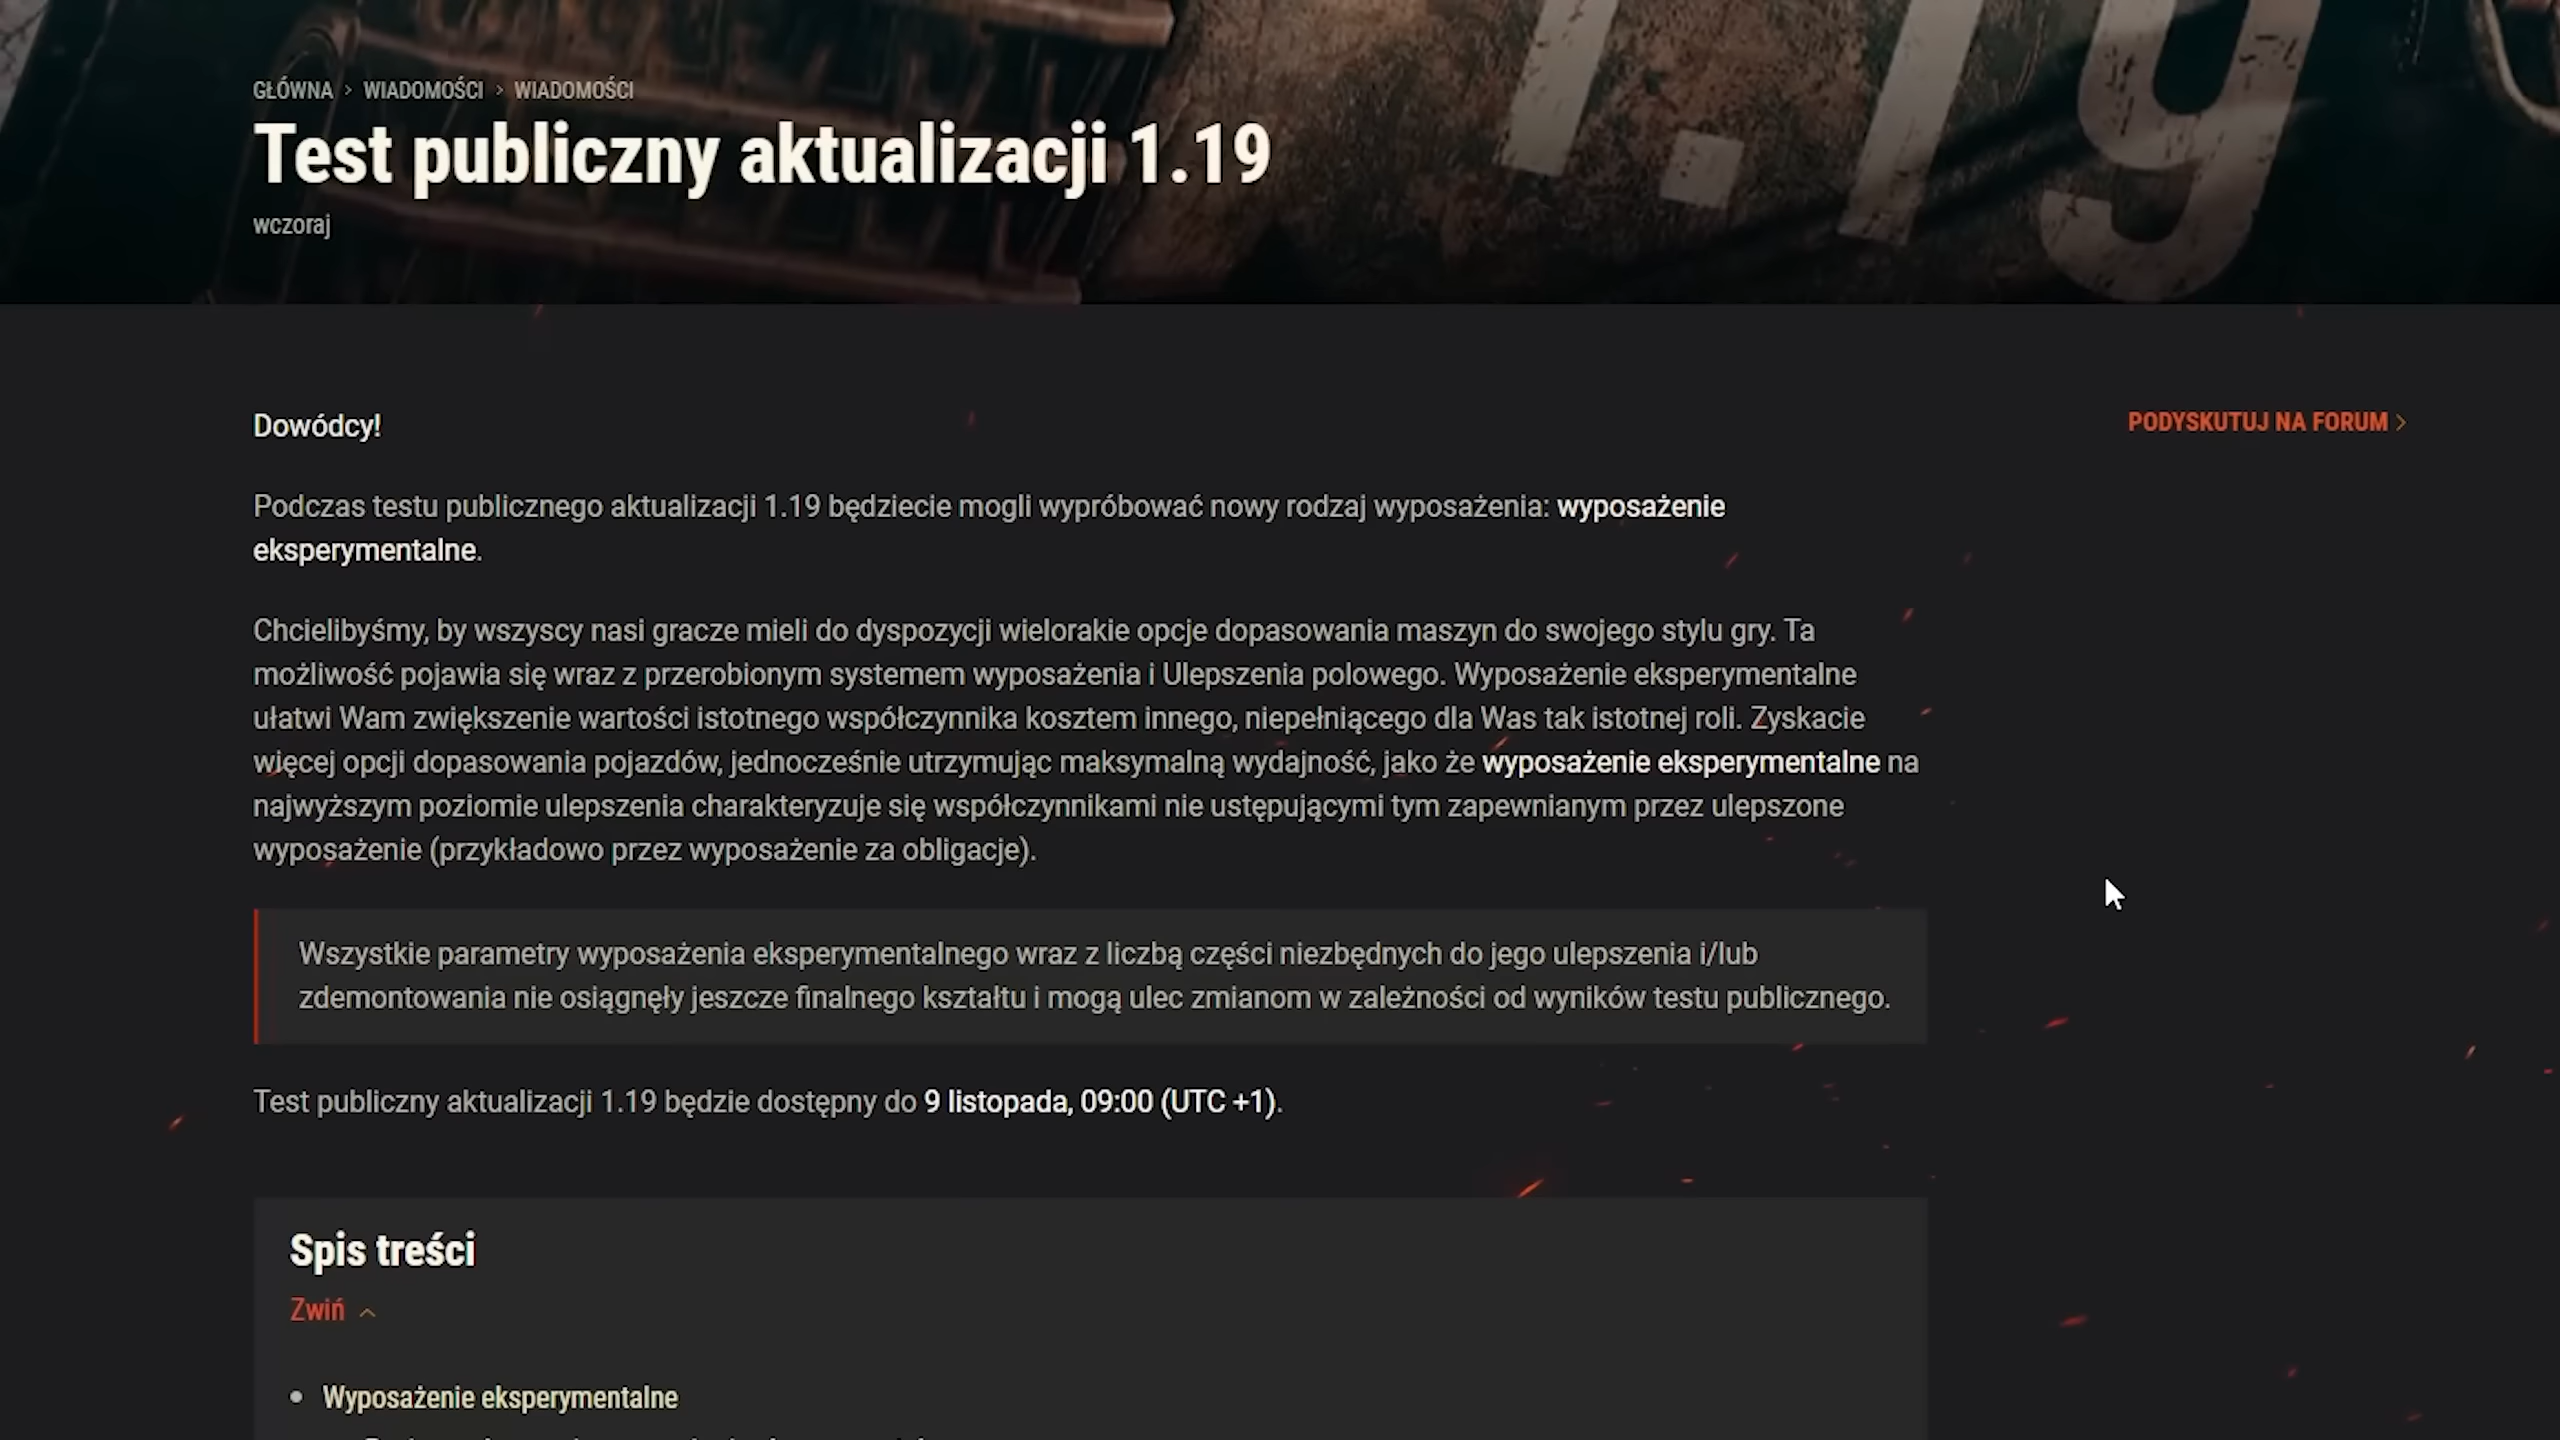 GŁÓWNA > WIADOMOŚCI > WIADOMOŚCI
1.19
Test publiczny aktualizacji 1.19
wczoraj
Dowódcy!
PODYSKUTUJ NA FORUM >
Podczas testu publicznego aktualizacji 1.19 będziecie mogli wypróbować nowy rodzaj wyposażenia: wyposażenie
eksperymentalne.
Chcielibyśmy, by wszyscy nasi gracze mieli do dyspozycji wielorakie opcje dopasowania maszyn do swojego stylu gry. Ta
możliwość pojawia się wraz z przerobionym systemem wyposażenia i Ulepszenia polowego. Wyposażenie eksperymentalne
ułatwi Wam zwiększenie wartości istotnego współczynnika kosztem innego, niepełniącego dla Was tak istotnej roli. Zyskacie
więcej opcji dopasowania pojazdów, jednocześnie utrzymując maksymalną wydajność, jako że wyposażenie eksperymentalne na
najwyższym poziomie ulepszenia charakteryzuje się współczynnikami nie ustępującymi tym zapewnianym przez ulepszone
wyposażenie (przykładowo przez wyposażenie za obligacje).
Wszystkie parametry wyposażenia eksperymentalnego wraz z liczbą części niezbędnych do jego ulepszenia i/lub
zdemontowania nie osiągnęły jeszcze finalnego kształtu i mogą ulec zmianom w zależności od wyników testu publicznego.
Test publiczny aktualizacji 1.19 będzie dostępny do 9 listopada, 09:00 (UTC +1).
Spis treści
Zwiń
Wyposażenie eksperymentalne